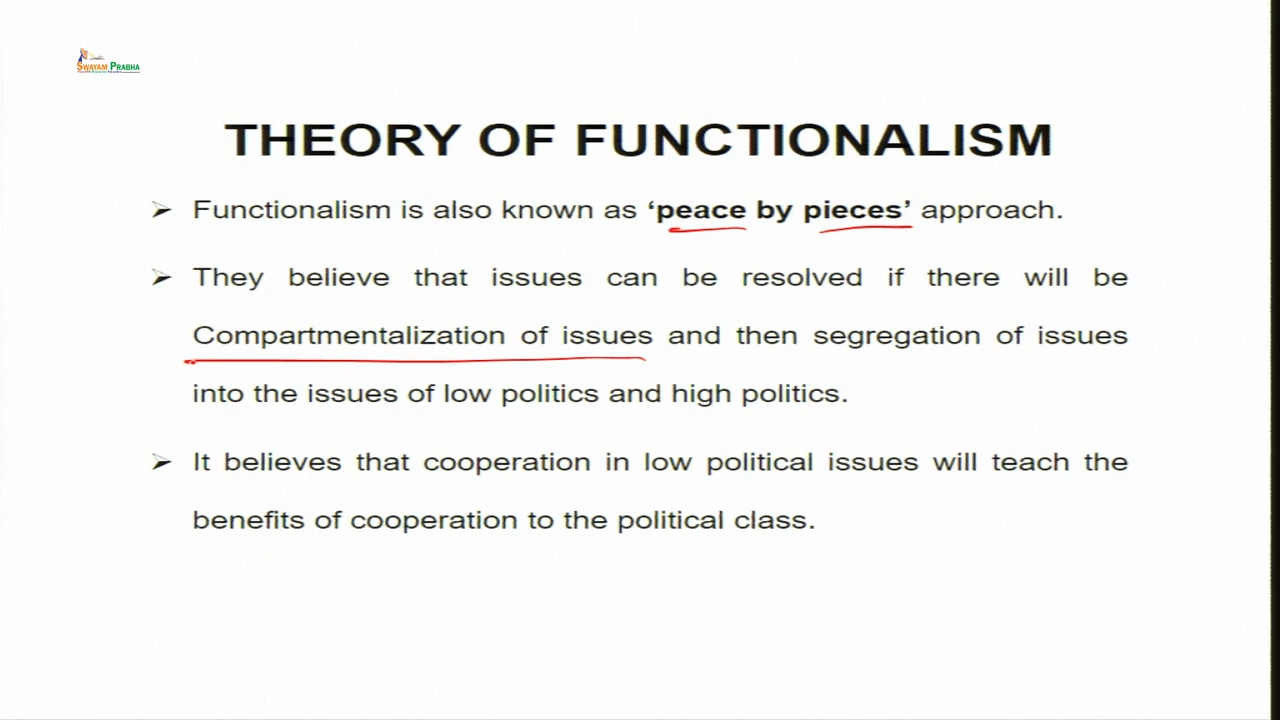 SWAYAM PRABHA
THEORY OF FUNCTIONALISM
➢ Functionalism is also known as ‘peace by pieces’ approach.
➢ They believe that issues can be resolved if there will be
Compartmentalization of issues and then segregation of issues
into the issues of low politics and high politics.
➢ It believes that cooperation in low political issues will teach the
benefits of cooperation to the political class.